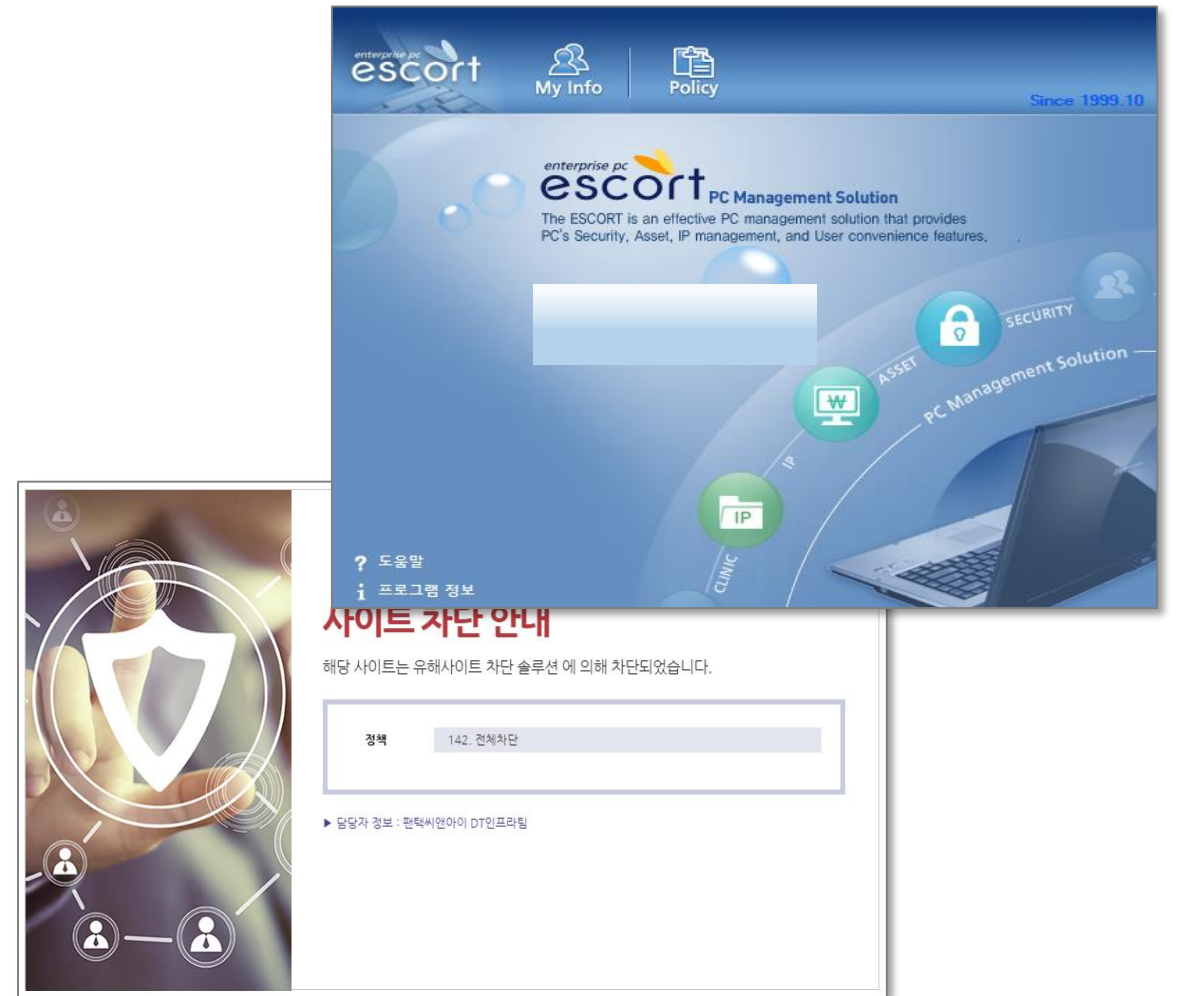 enterprise pc
escort
My Info
Policy
Since 1999.10
enterprise pc
escort PC Management Solution
The ESCORT is an effective PC management solution that provides
PC's Security, Asset, IP management, and User convenience features.
SECURITY
ASSET
PC Management Solution
IP
IP
CLINIC
? 도움말
i 프로그램 정보
사이트 차단 안내
해당 사이트는 유해사이트 차단 솔루션 에 의해 차단되었습니다.
정책 142. 전체차단
▶ 담당자 정보 : 팬택씨앤아이 DT인프라팀